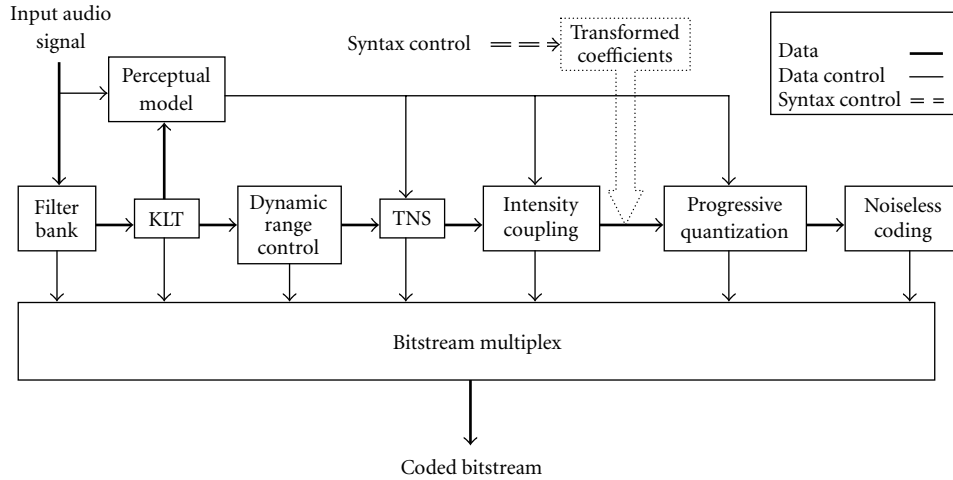 Input audio
signal
Syntax control
Transformed
coefficients
Data
Data control
Syntax control
Perceptual
model
Filter
bank
KLT
Dynamic
range
control
TNS
Intensity
coupling
Progressive
quantization
Noiseless
coding
Bitstream multiplex
Coded bitstream